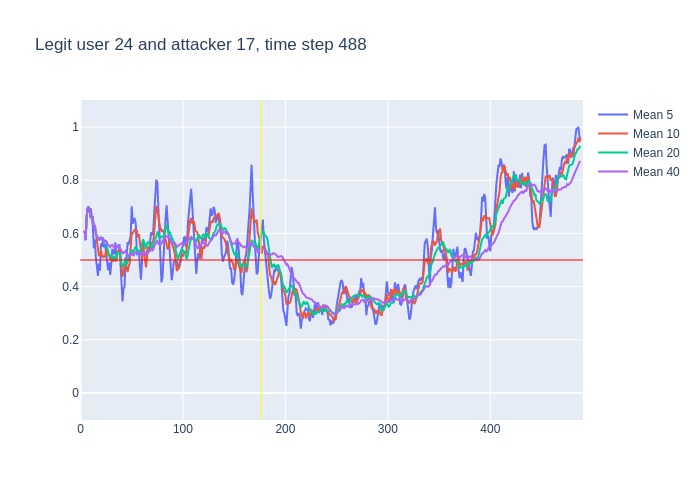 Legit user 24 and attacker 17, time step 488
Mean 5
Mean 10
Mean 20
Mean 40
1
0.8
0.6
0.4
0.2
0
0 100 200 300 400